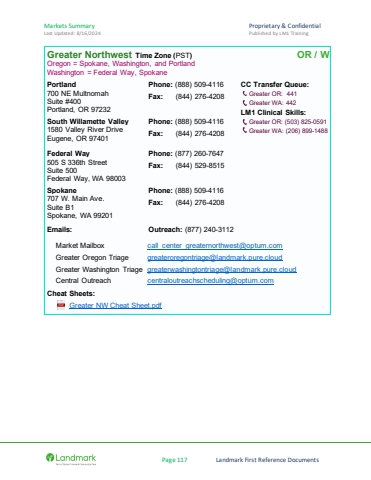 Markets Summary Proprietary & Confidential
Last Updated: 8/16/2024 Published by LMK Training
Greater Northwest Time Zone (PST) OR / W
Oregon = Spokane, Washington, and Portland
Washington = Federal Way, Spokane
Portland Phone: (888) 509-4116 CC Transfer Queue:
700 NE Multnomah Fax: (844) 276-4208 Greater OR: 441
Suite #400 Greater WA: 442
Portland, OR 97232 LM1 Clinical Skills:
South Willamette Valley Phone: (888) 509-4116 Greater OR: (503) 825-0591
1580 Valley River Drive Fax: (844) 276-4208 Greater WA: (206) 899-1488
Eugene, OR 97401
Federal Way Phone: (877) 260-7647
505 S 336th Street Fax: (844) 529-8515
Suite 500
Federal Way, WA 98003
Spokane Phone: (888) 509-4116
707 W. Main Ave. Fax: (844) 276-4208
Suite B1
Spokane, WA 99201
Emails: Outreach: (877) 240-3112
Market Mailbox call_center_greaternorthwest@optum.com
Greater Oregon Triage greateroregontriage@landmark.pure.cloud
Greater Washington Triage greaterwashingtontriage@landmark.pure.cloud
Central Outreach centraloutreachscheduling@optum.com
Cheat Sheets:
Greater NW Cheat Sheet.pdf
Landmark Page 117 Landmark First Reference Documents